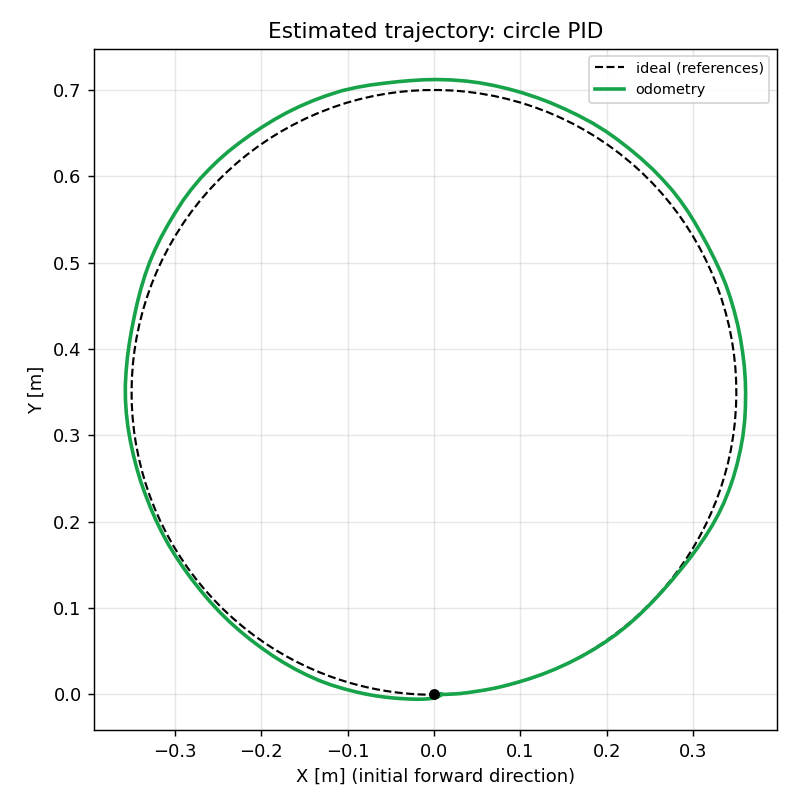 Estimated trajectory: circle PID
ideal (references)
odometry
Y [m]
0.7
0.6
0.5
0.4
0.3
0.2
0.1
0.0
−0.3 −0.2 −0.1 0.0 0.1 0.2 0.3
X [m] (initial forward direction)